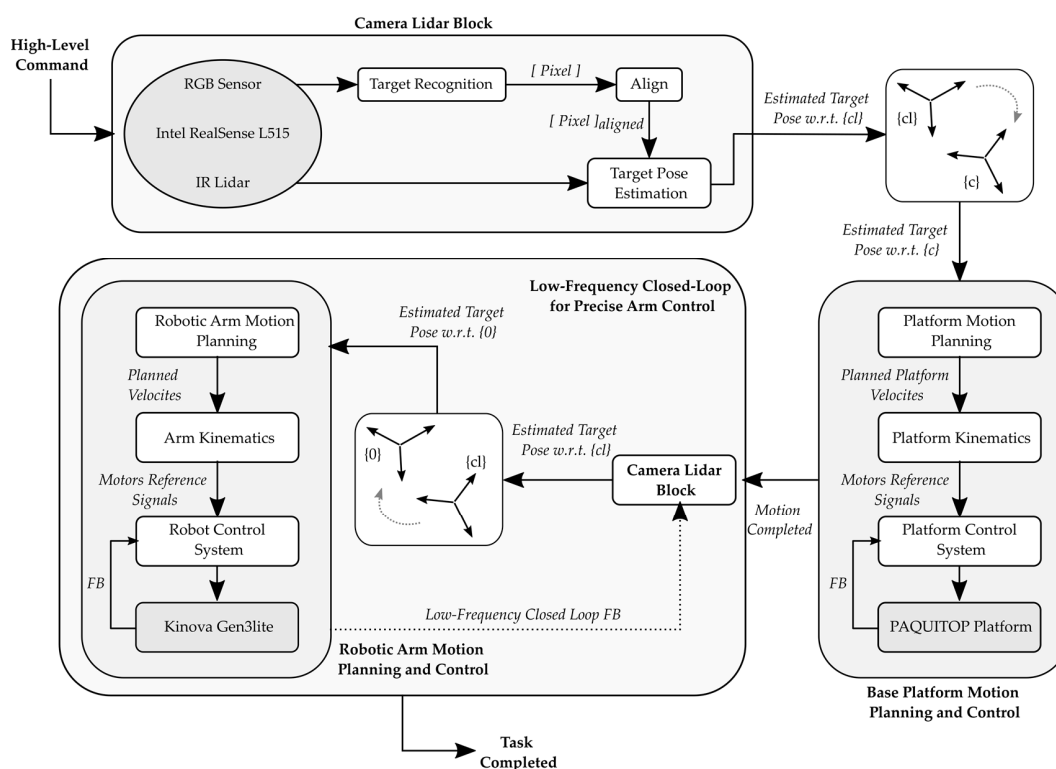 Camera Lidar Block
High-Level
Command
RGB Sensor
Intel RealSense L515
IR Lidar
Target Recognition
[ Pixel ]
Align
[ Pixel ]aligned
Target Pose
Estimation
Estimated Target
Pose w.r.t. {cl}
{cl}
{c}
Estimated Target
Pose w.r.t. {c}
Platform Motion
Planning
Planned Platform
Velocites
Platform Kinematics
Motors Reference
Signals
Platform Control
System
FB
PAQUITOP Platform
Base Platform Motion
Planning and Control
Motion
Completed
Low-Frequency Closed-Loop
for Precise Arm Control
Camera Lidar
Block
Estimated Target
Pose w.r.t. {cl}
{0}
{cl}
Estimated Target
Pose w.r.t. {0}
Robotic Arm Motion
Planning
Planned
Velocites
Arm Kinematics
Motors Reference
Signals
Robot Control
System
FB
Kinova Gen3lite
Low-Frequency Closed Loop FB
Robotic Arm Motion
Planning and Control
Task
Completed